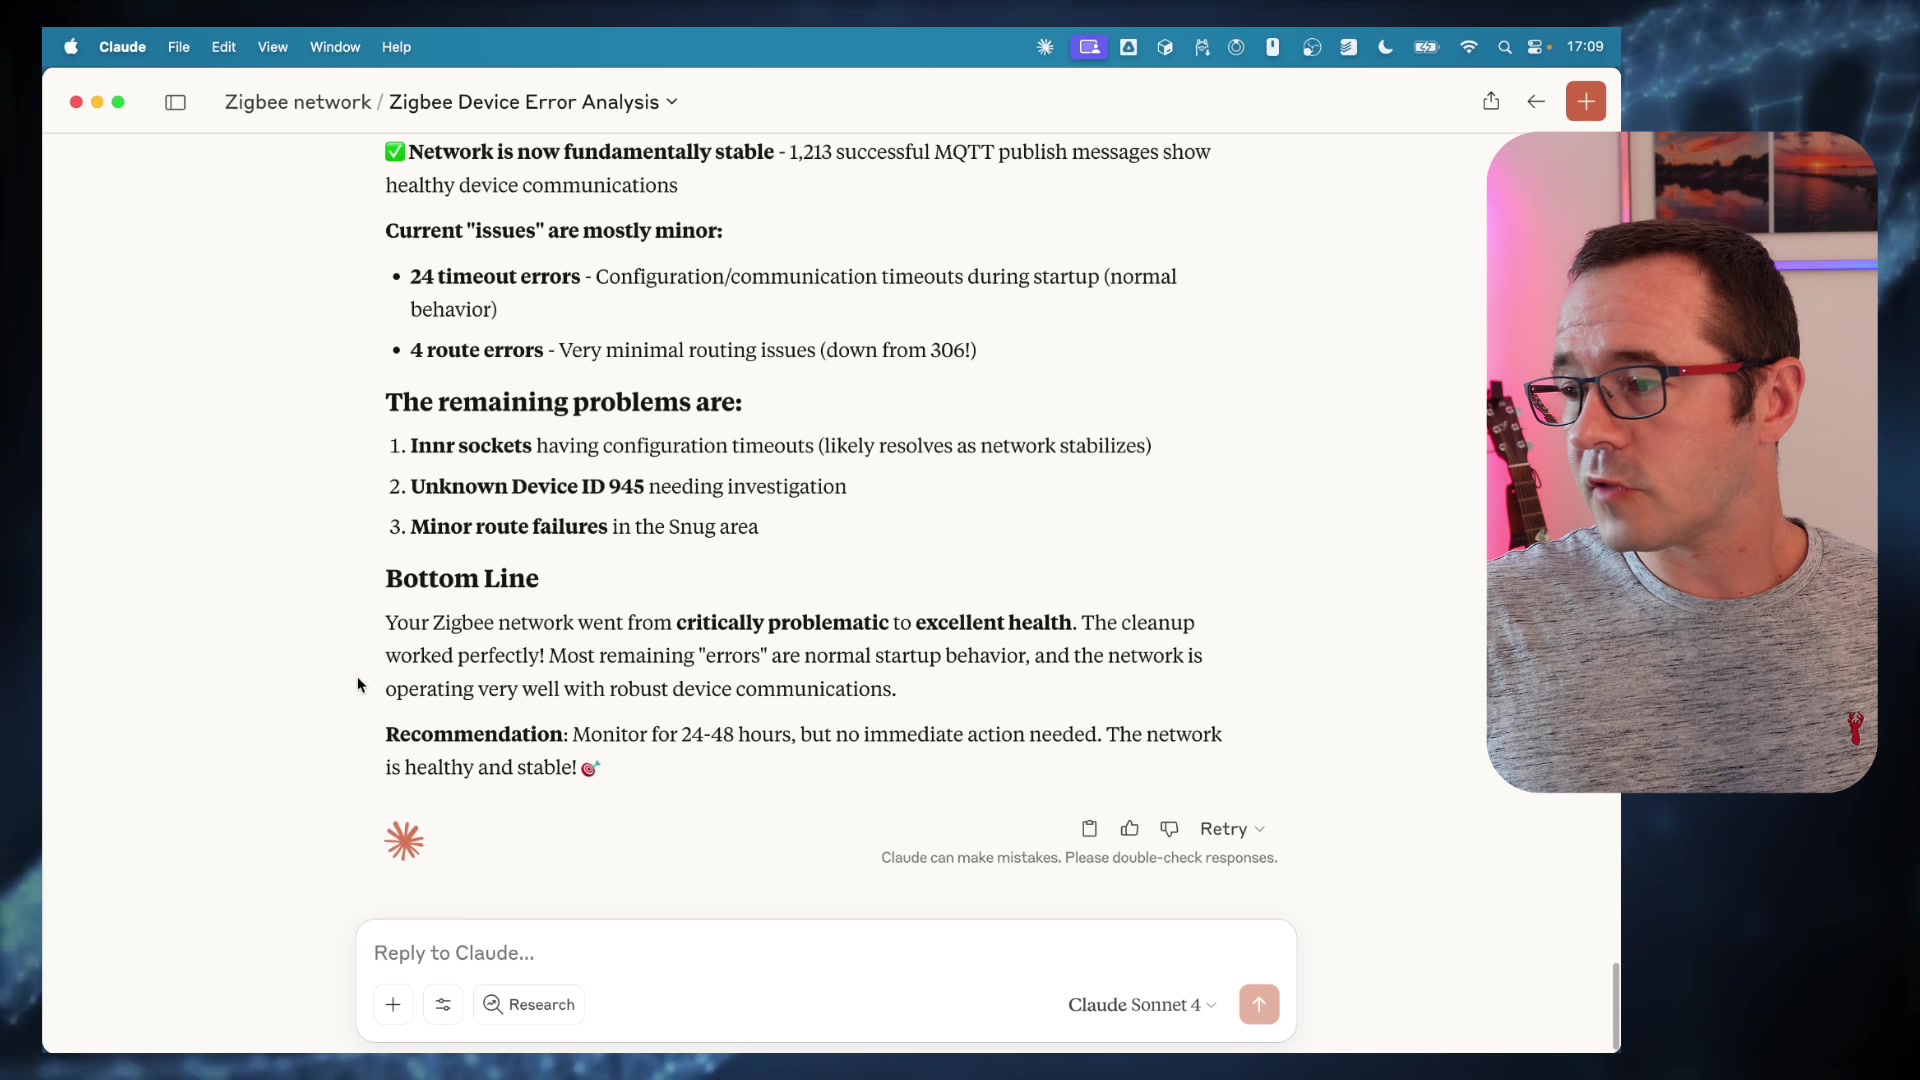 Claude File Edit View Window Help 17:09
Zigbee network / Zigbee Device Error Analysis
✅ Network is now fundamentally stable - 1,213 successful MQTT publish messages show
healthy device communications
Current "issues" are mostly minor:
• 24 timeout errors - Configuration/communication timeouts during startup (normal
behavior)
• 4 route errors - Very minimal routing issues (down from 306!)
The remaining problems are:
1. Innr sockets having configuration timeouts (likely resolves as network stabilizes)
2. Unknown Device ID 945 needing investigation
3. Minor route failures in the Snug area
Bottom Line
Your Zigbee network went from critically problematic to excellent health. The cleanup
worked perfectly! Most remaining "errors" are normal startup behavior, and the network is
operating very well with robust device communications.
Recommendation: Monitor for 24-48 hours, but no immediate action needed. The network
is healthy and stable! 🎯
Retry
Claude can make mistakes. Please double-check responses.
Reply to Claude...
Research
Claude Sonnet 4